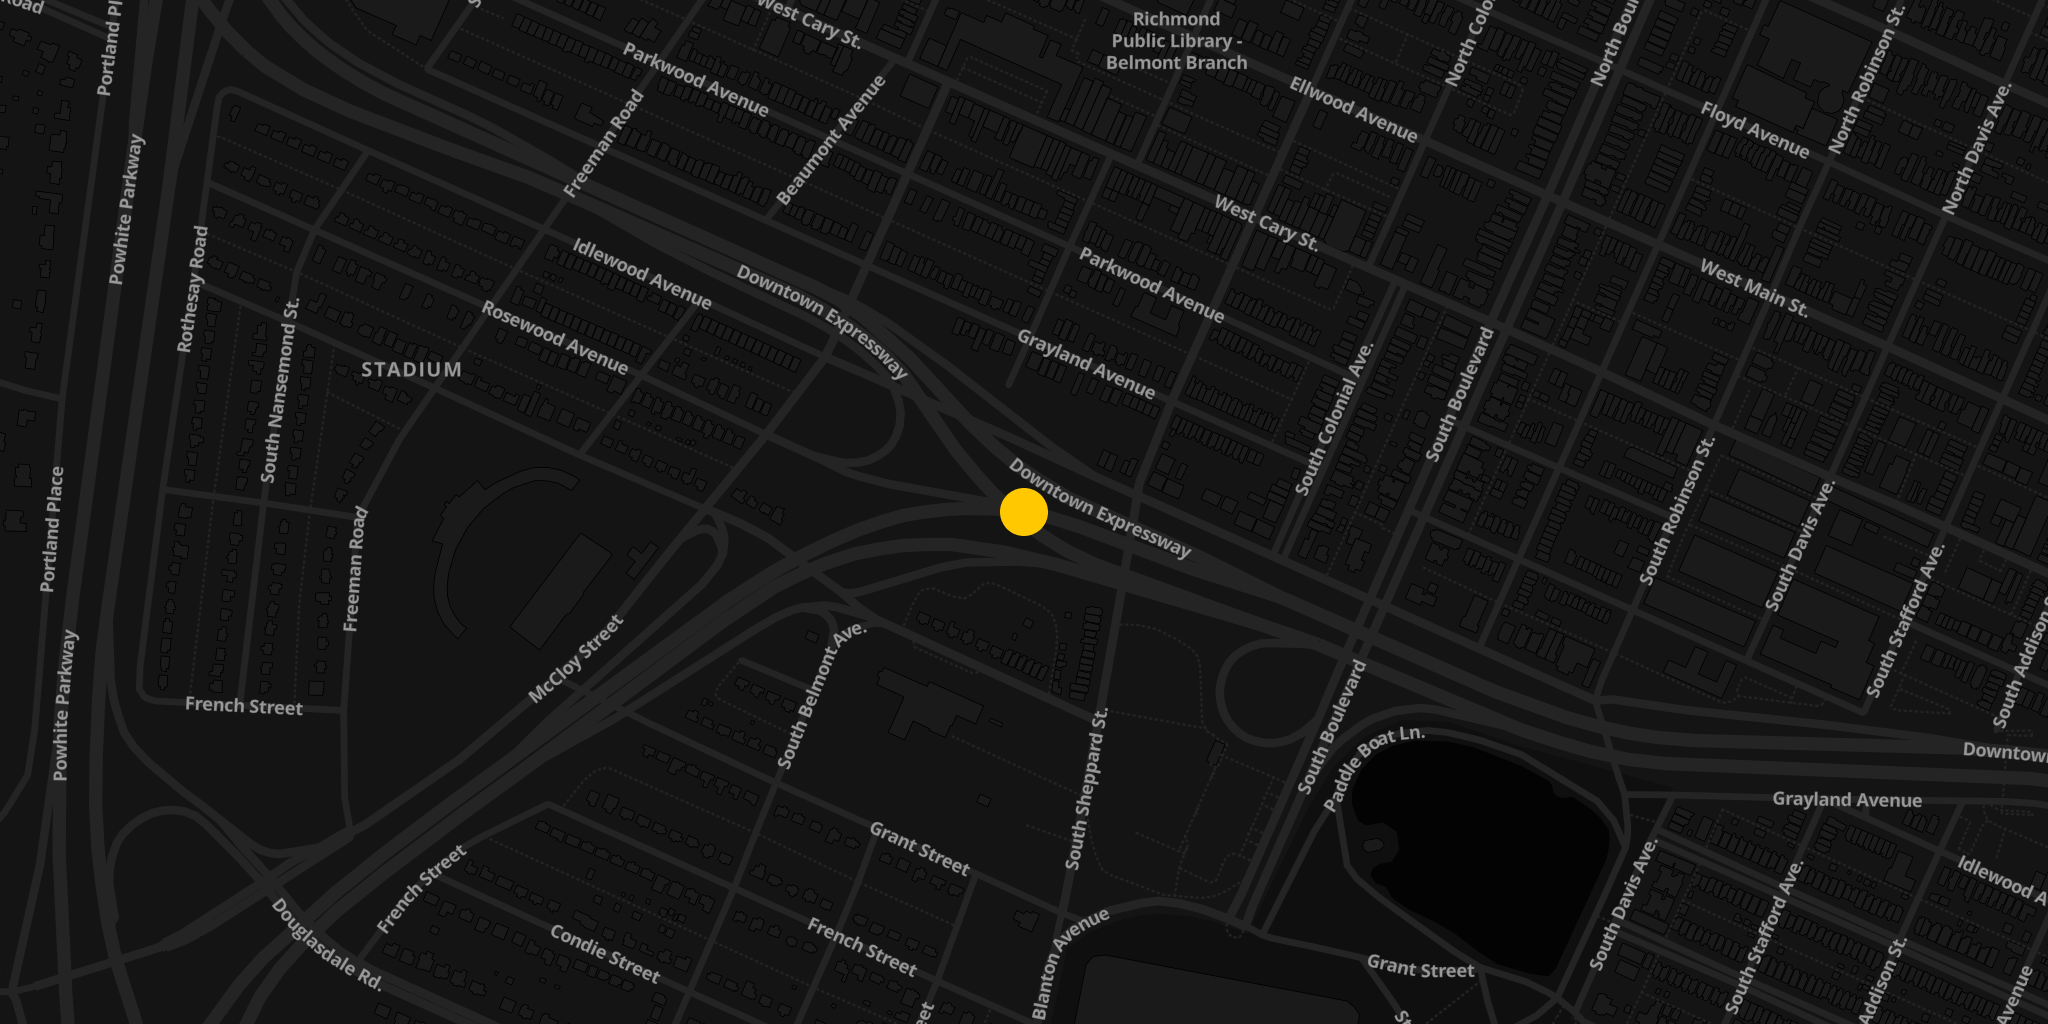 Road
Portland Pl
West Cary St.
Richmond
Public Library -
Belmont Branch
North Colo
North Boul
North Robinson St.
Parkwood Avenue
Freeman Road
Beaumont Avenue
Ellwood Avenue
Floyd Avenue
North Davis Ave.
Powhite Parkway
Rothesay Road
Idlewood Avenue
Downtown Expressway
West Cary St.
Parkwood Avenue
West Main St.
South Nansemond St.
Rosewood Avenue
STADIUM
Grayland Avenue
South Colonial Ave.
South Boulevard
Portland Place
Freeman Road
Downtown Expressway
South Robinson St.
South Davis Ave.
South Stafford Ave.
South Addison S
Powhite Parkway
French Street
McCloy Street
South Belmont Ave.
South Sheppard St.
South Boulevard
Paddle Boat Ln.
Downtown
Grayland Avenue
Grant Street
French Street
Douglasdale Rd.
Condie Street
French Street
Blanton Avenue
Grant Street
South Davis Ave.
South Stafford Ave.
Addison St.
Idlewood A
Avenue
eet
St